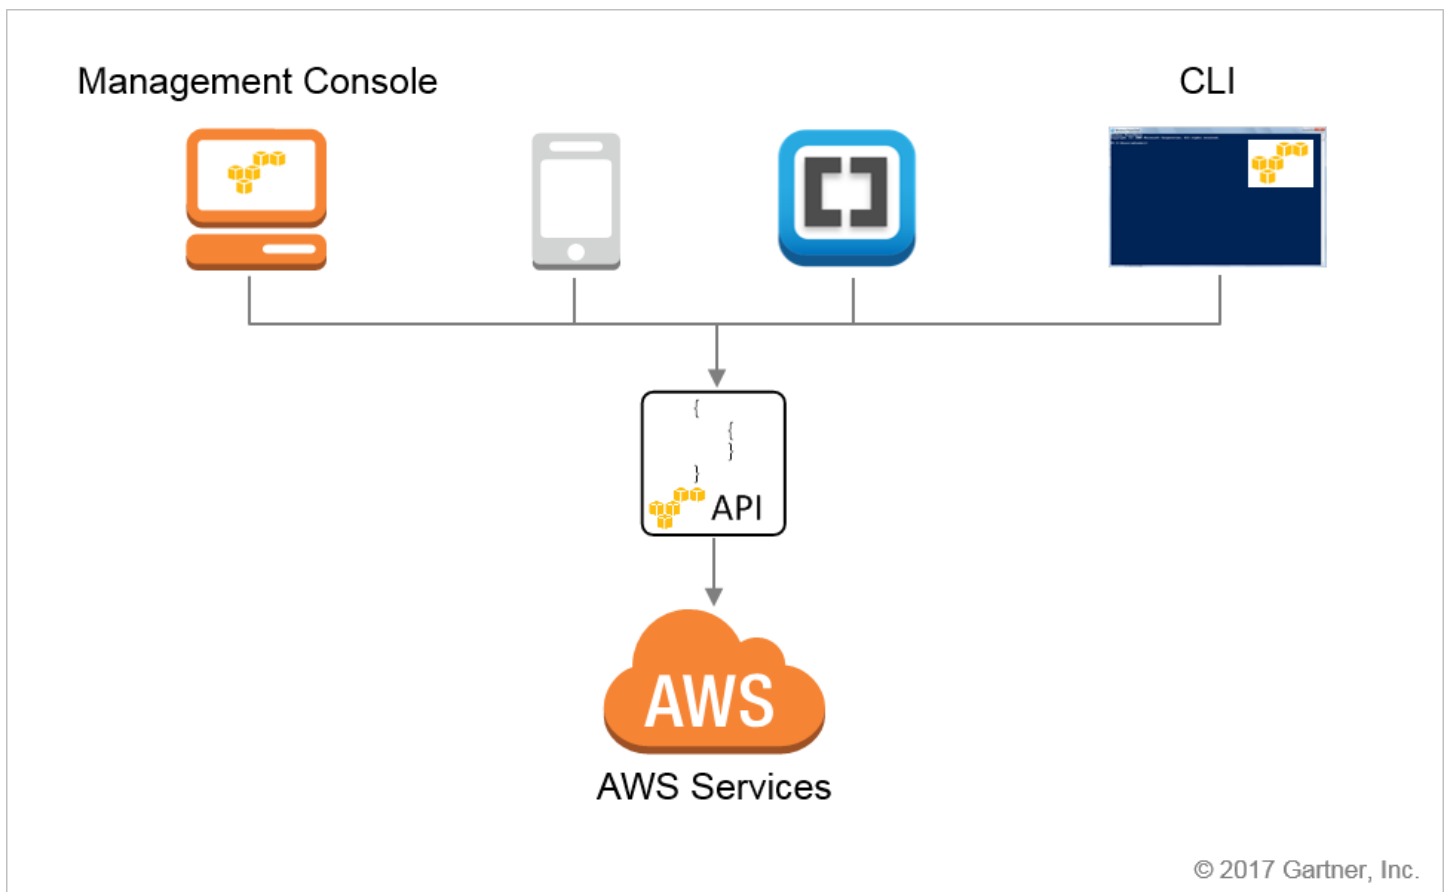 Management Console
CLI
{
{
}
}
API
AWS
AWS Services
© 2017 Gartner, Inc.